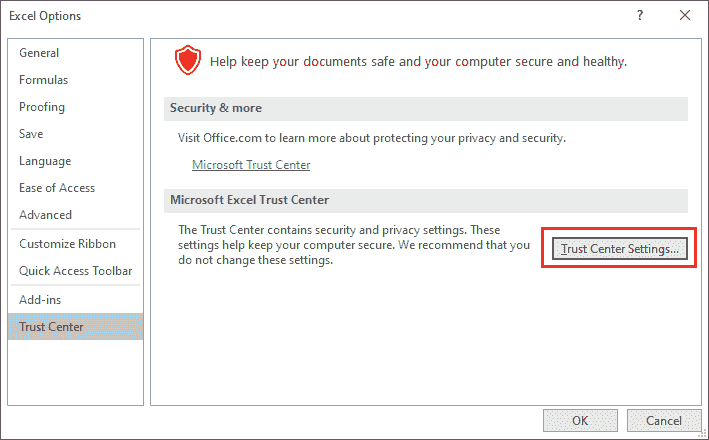 Excel Options
?
General
Formulas
Proofing
Save
Language
Ease of Access
Advanced
Customize Ribbon
Quick Access Toolbar
Add-ins
Trust Center
Help keep your documents safe and your computer secure and healthy.
Security & more
Visit Office.com to learn more about protecting your privacy and security.
Microsoft Trust Center
Microsoft Excel Trust Center
The Trust Center contains security and privacy settings. These
settings help keep your computer secure. We recommend that you
do not change these settings.
Trust Center Settings...
OK
Cancel